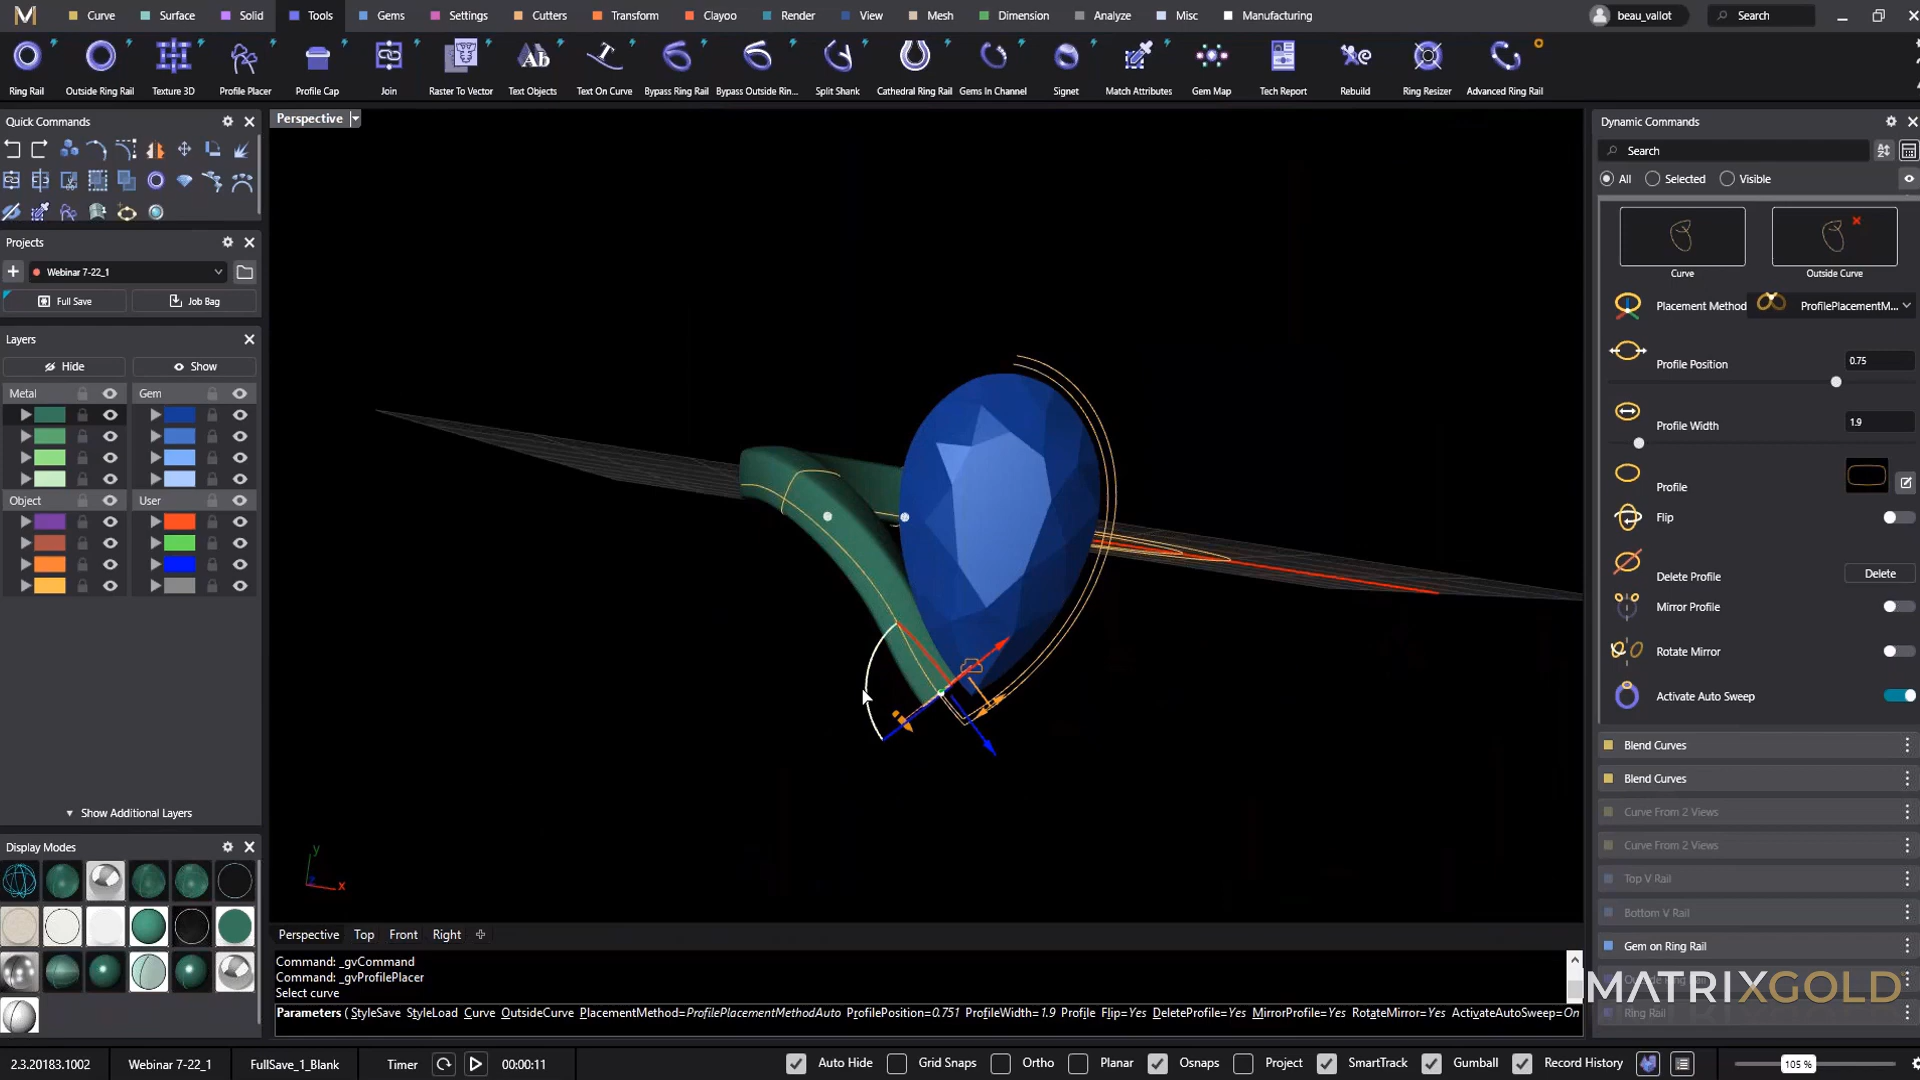 Curve Surface Solid Tools Gems Settings Cutters Transform Clayoo Render View Mesh Dimension Analyze Misc Manufacturing beau_vallot Search
Ring Rail Outside Ring Rail Texture 3D Profile Placer Profile Cap Join Raster To Vector Text Objects Text On Curve Bypass Ring Rail Bypass Outside Rin... Split Shank Cathedral Ring Rail Gems In Channel Signet Match Attributes Gem Map Tech Report Rebuild Ring Resizer Advanced Ring Rail
Quick Commands
Projects
Webinar 7-22_1
Full Save Job Bag
Layers
Hide Show
Metal Gem
Object User
Show Additional Layers
Display Modes
Perspective
y
x
Perspective Top Front Right
Command: _gvCommand
Command: _gvProfilePlacer
Select curve
Parameters ( StyleSave StyleLoad Curve OutsideCurve PlacementMethod=ProfilePlacementMethodAuto ProfilePosition=0.751 ProfileWidth=1.9 Profile Flip=Yes DeleteProfile=Yes MirrorProfile=Yes RotateMirror=Yes ActivateAutoSweep=On
Dynamic Commands
Search
All Selected Visible
Curve Outside Curve
Placement Method ProfilePlacementM...
Profile Position 0.75
Profile Width 1.9
Profile
Flip
Delete Profile Delete
Mirror Profile
Rotate Mirror
Activate Auto Sweep
Blend Curves
Blend Curves
Curve From 2 Views
Curve From 2 Views
Top V Rail
Bottom V Rail
Gem on Ring Rail
MATRIXGOLD
Ring Rail
2.3.20183.1002 Webinar 7-22_1 FullSave_1_Blank Timer 00:00:11 Auto Hide Grid Snaps Ortho Planar Osnaps Project SmartTrack Gumball Record History 105 %